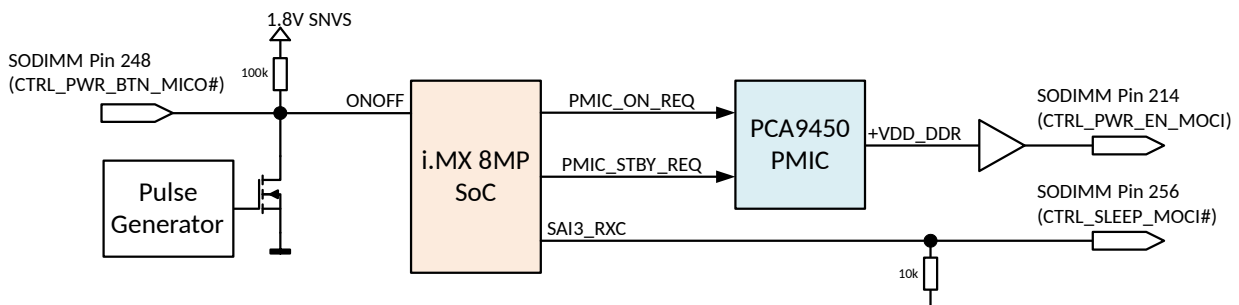 1.8V SNVS
SODIMM Pin 248
(CTRL_PWR_BTN_MICO#)
100k
ONOFF
Pulse
Generator
i.MX 8MP
SoC
PMIC_ON_REQ
PMIC_STBY_REQ
SAI3_RXC
PCA9450
PMIC
+VDD_DDR
SODIMM Pin 214
(CTRL_PWR_EN_MOCI)
SODIMM Pin 256
(CTRL_SLEEP_MOCI#)
10k